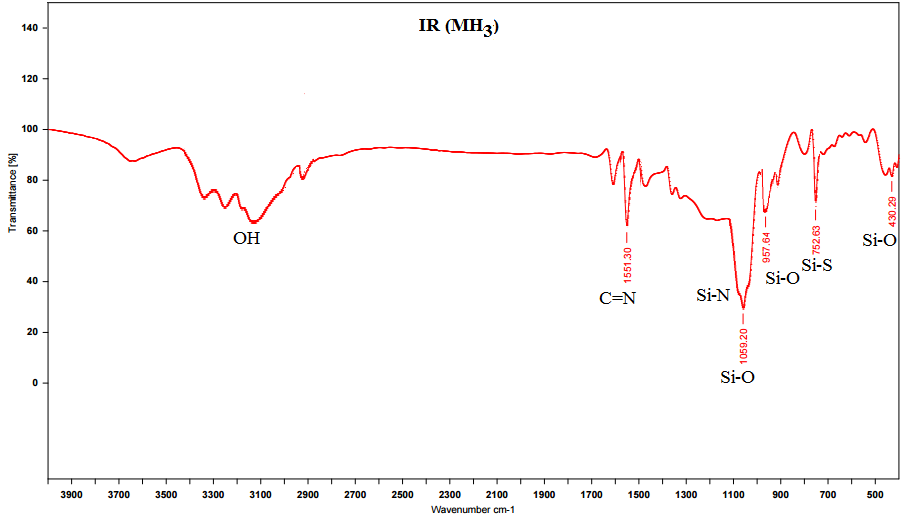 IR (MH3)
140
120
100
80
60
40
20
0
Transmittance [%]
OH
C=N
1551.30
Si-N
Si-O
1059.20
957.64
Si-O
752.63
Si-S
430.29
Si-O
3900 3700 3500 3300 3100 2900 2700 2500 2300 2100 1900 1700 1500 1300 1100 900 700 500
Wavenumber cm-1